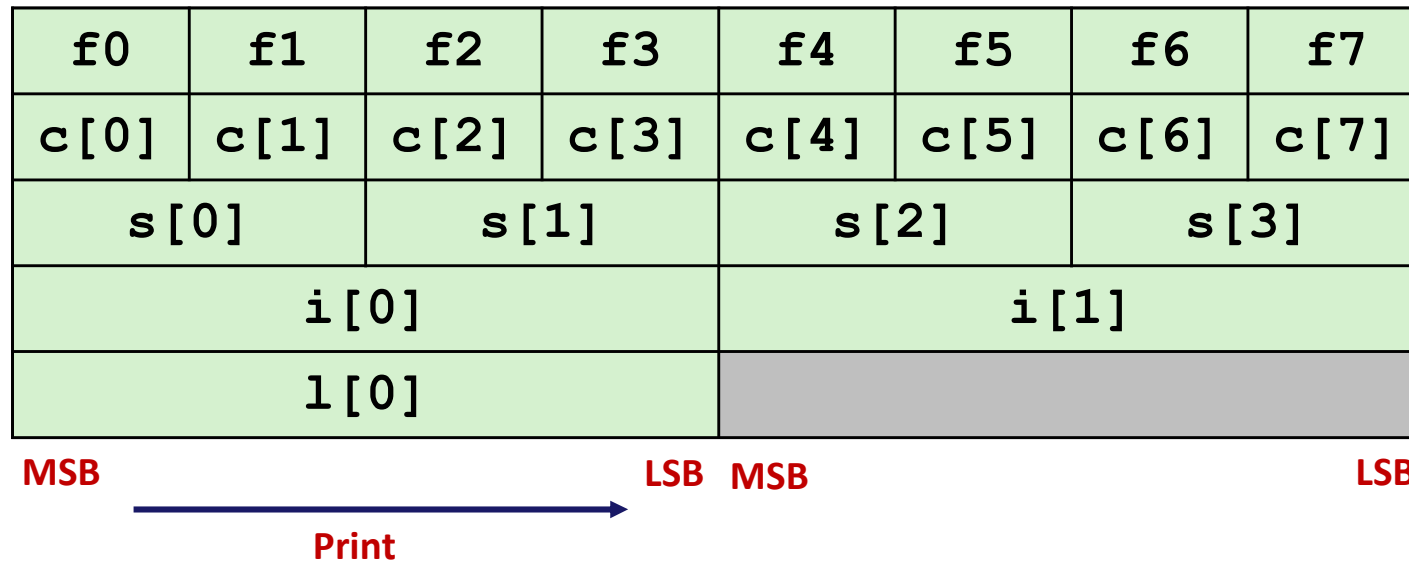 f0 f1 f2 f3 f4 f5 f6 f7
c[0] c[1] c[2] c[3] c[4] c[5] c[6] c[7]
s[0] s[1] s[2] s[3]
i[0] i[1]
l[0]
MSB LSB MSB LSB
Print